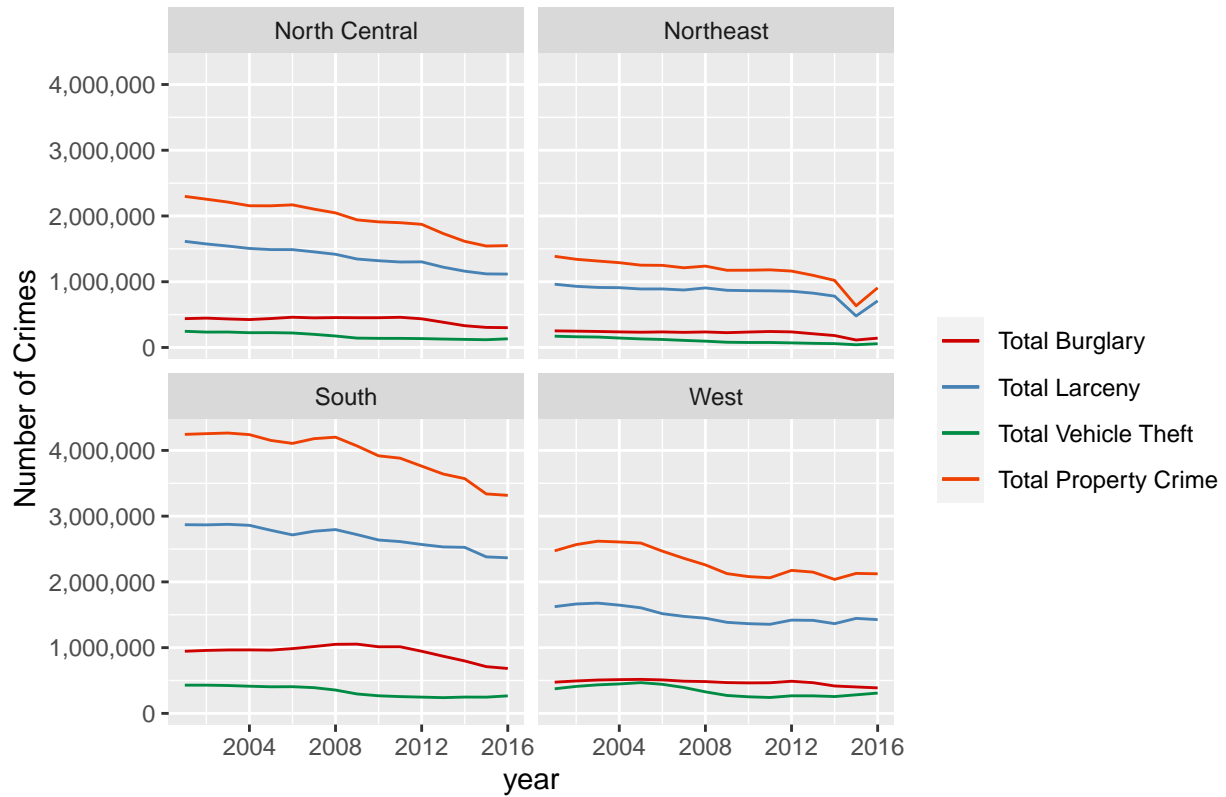 North Central
Northeast
4,000,000
3,000,000
2,000,000
1,000,000
0
South
West
4,000,000
3,000,000
2,000,000
1,000,000
0
2004
2008
2012
2016
2004
2008
2012
2016
year
Number of Crimes
Total Burglary
Total Larceny
Total Vehicle Theft
Total Property Crime